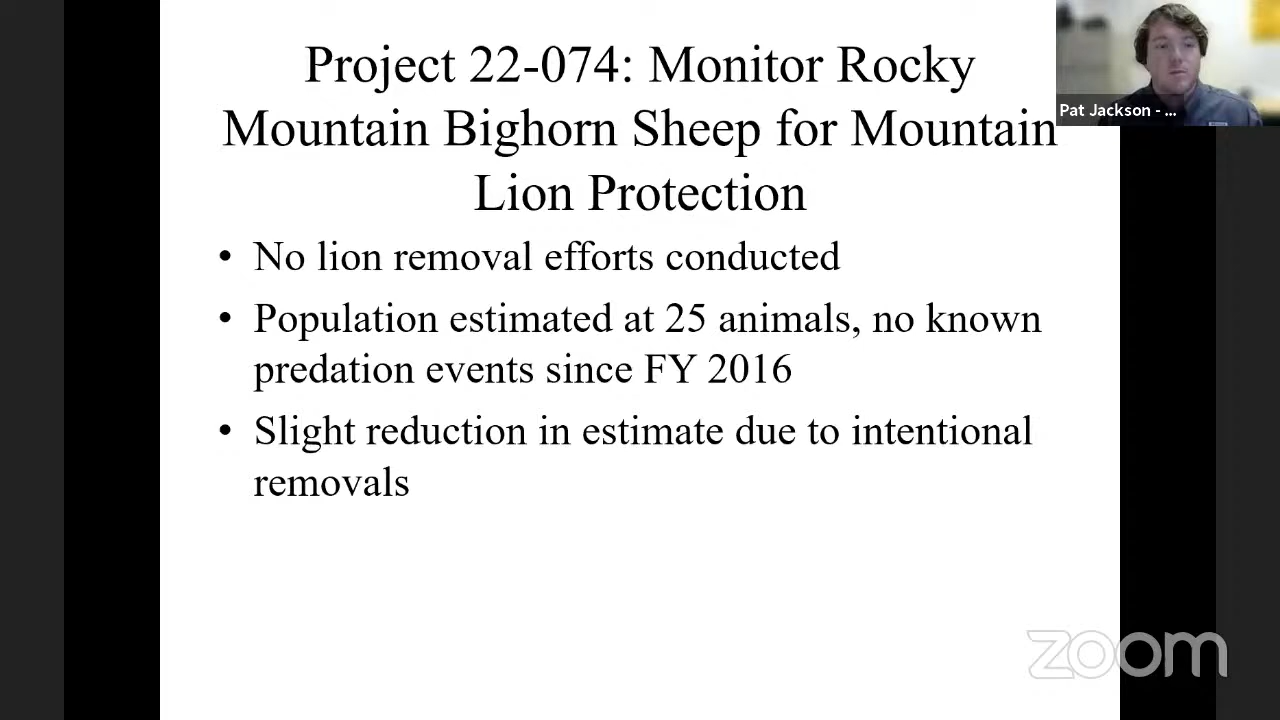 Project 22-074: Monitor Rocky
Mountain Bighorn Sheep for Mountain
Lion Protection
Pat Jackson - ...
• No lion removal efforts conducted
• Population estimated at 25 animals, no known
predation events since FY 2016
• Slight reduction in estimate due to intentional
removals
zoom